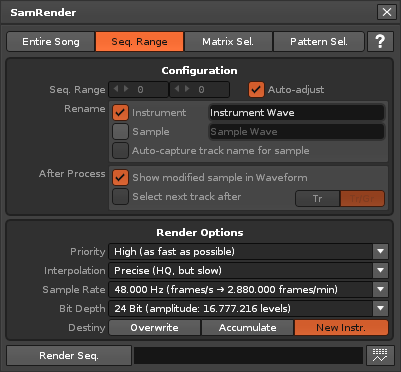 SamRender
Entire Song Seq. Range Matrix Sel. Pattern Sel. ?
Configuration
Seq. Range 0 0 Auto-adjust
Rename Instrument Instrument Wave
Sample Sample Wave
Auto-capture track name for sample
After Process Show modified sample in Waveform
Select next track after Tr
Render Options
Priority High (as fast as possible)
Interpolation Precise (HQ, but slow)
Sample Rate 48.000 Hz (frames/s → 2.880.000 frames/min)
Bit Depth 24 Bit (amplitude: 16.777.216 levels)
Destiny Overwrite Accumulate New Instr.
Render Seq.